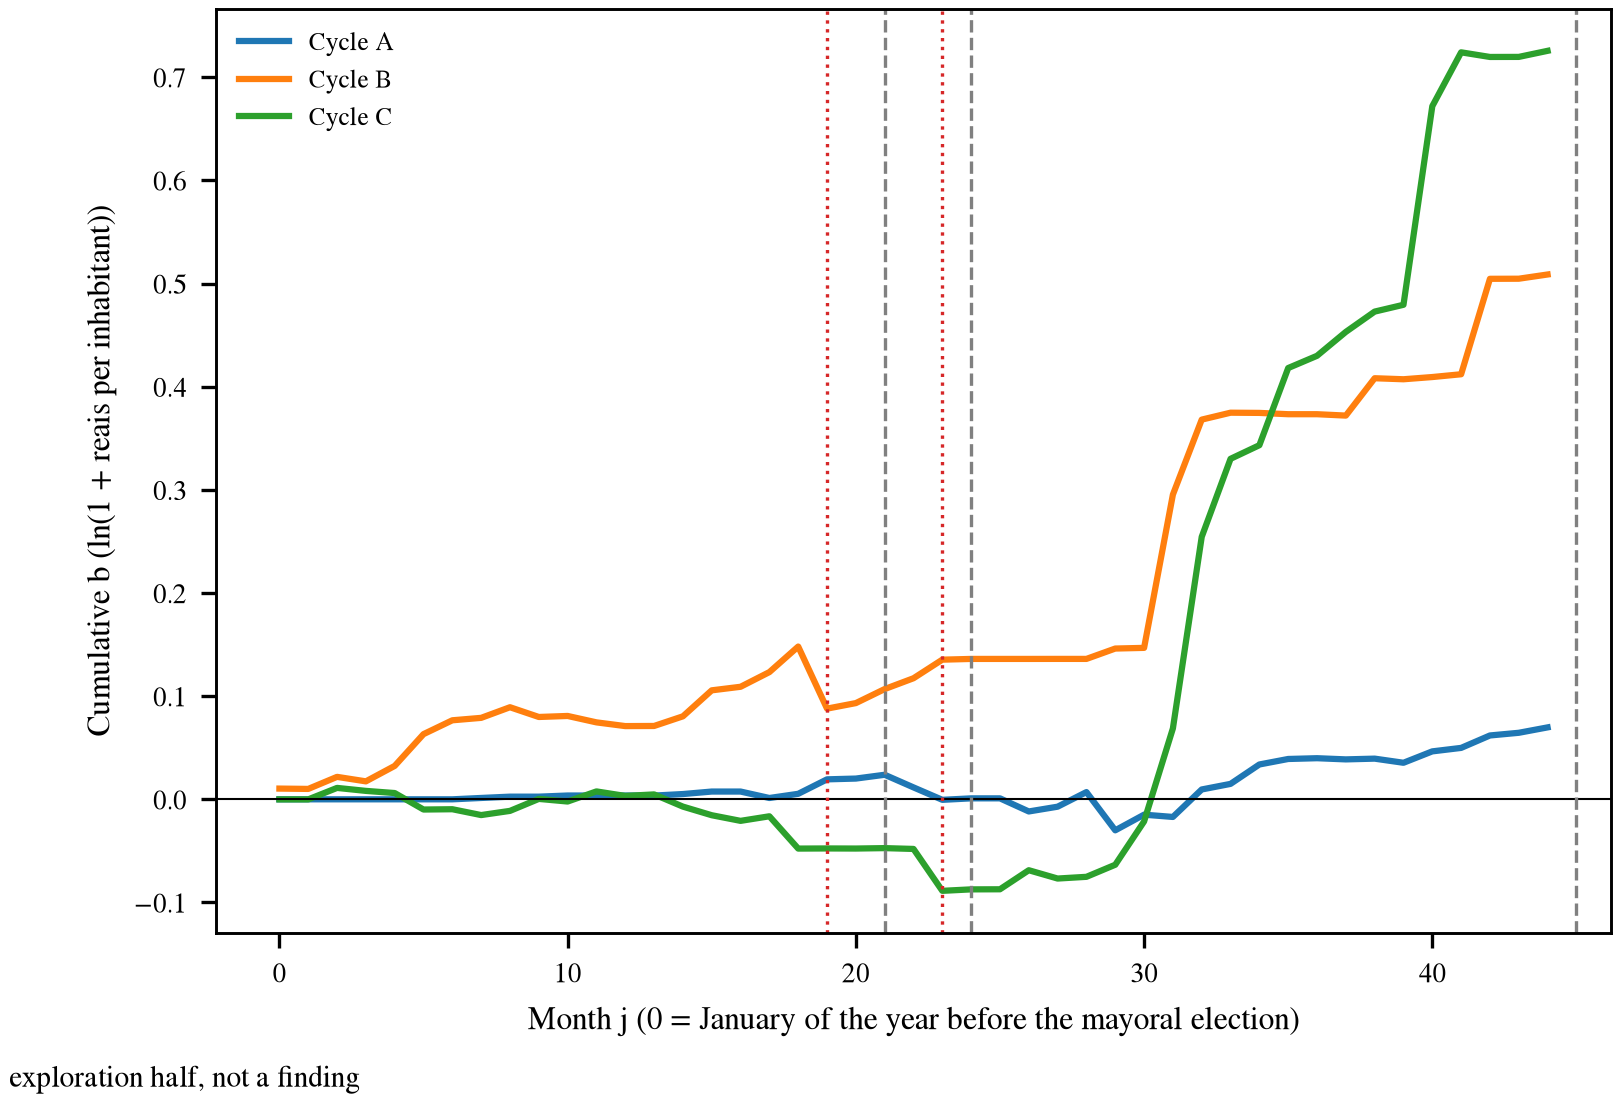 Cycle A
Cycle B
Cycle C
0.7
0.6
0.5
0.4
0.3
0.2
0.1
0.0
−0.1
Cumulative b (ln(1 + reais per inhabitant))
0 10 20 30 40
Month j (0 = January of the year before the mayoral election)
exploration half, not a finding